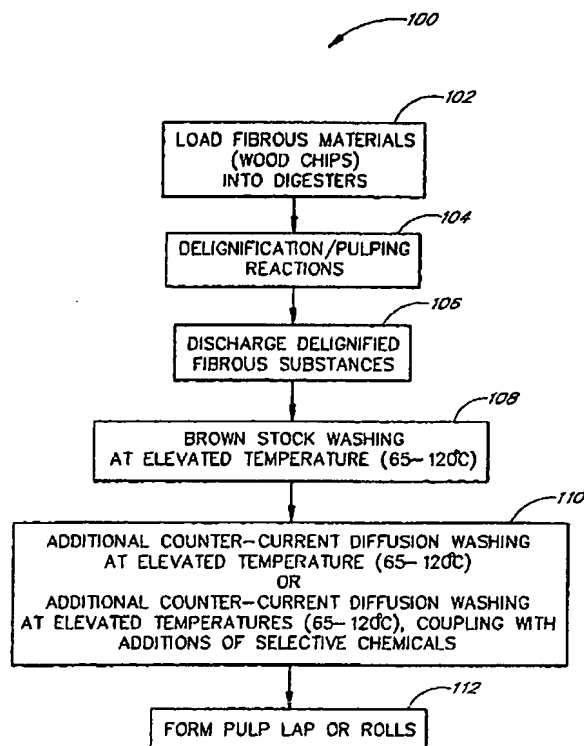 100
102
LOAD FIBROUS MATERIALS
(WOOD CHIPS)
INTO DIGESTERS
104
DELIGNIFICATION/PULPING
REACTIONS
106
DISCHARGE DELIGNIFIED
FIBROUS SUBSTANCES
108
BROWN STOCK WASHING
AT ELEVATED TEMPERATURE (65-120°C)
110
ADDITIONAL COUNTER-CURRENT DIFFUSION WASHING
AT ELEVATED TEMPERATURE (65-120°C)
OR
ADDITIONAL COUNTER-CURRENT DIFFUSION WASHING
AT ELEVATED TEMPERATURES (65-120°C), COUPLING WITH
ADDITIONS OF SELECTIVE CHEMICALS
112
FORM PULP LAP OR ROLLS